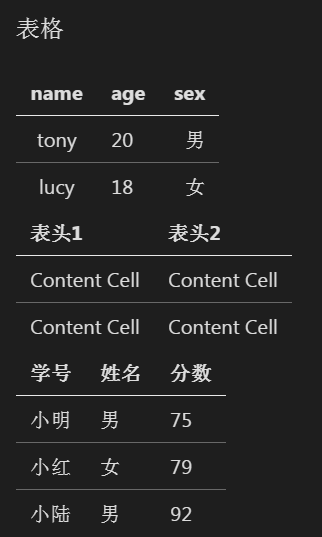 表格
name age sex
tony 20 男
lucy 18 女
表头1 表头2
Content Cell Content Cell
Content Cell Content Cell
学号 姓名 分数
小明 男 75
小红 女 79
小陆 男 92